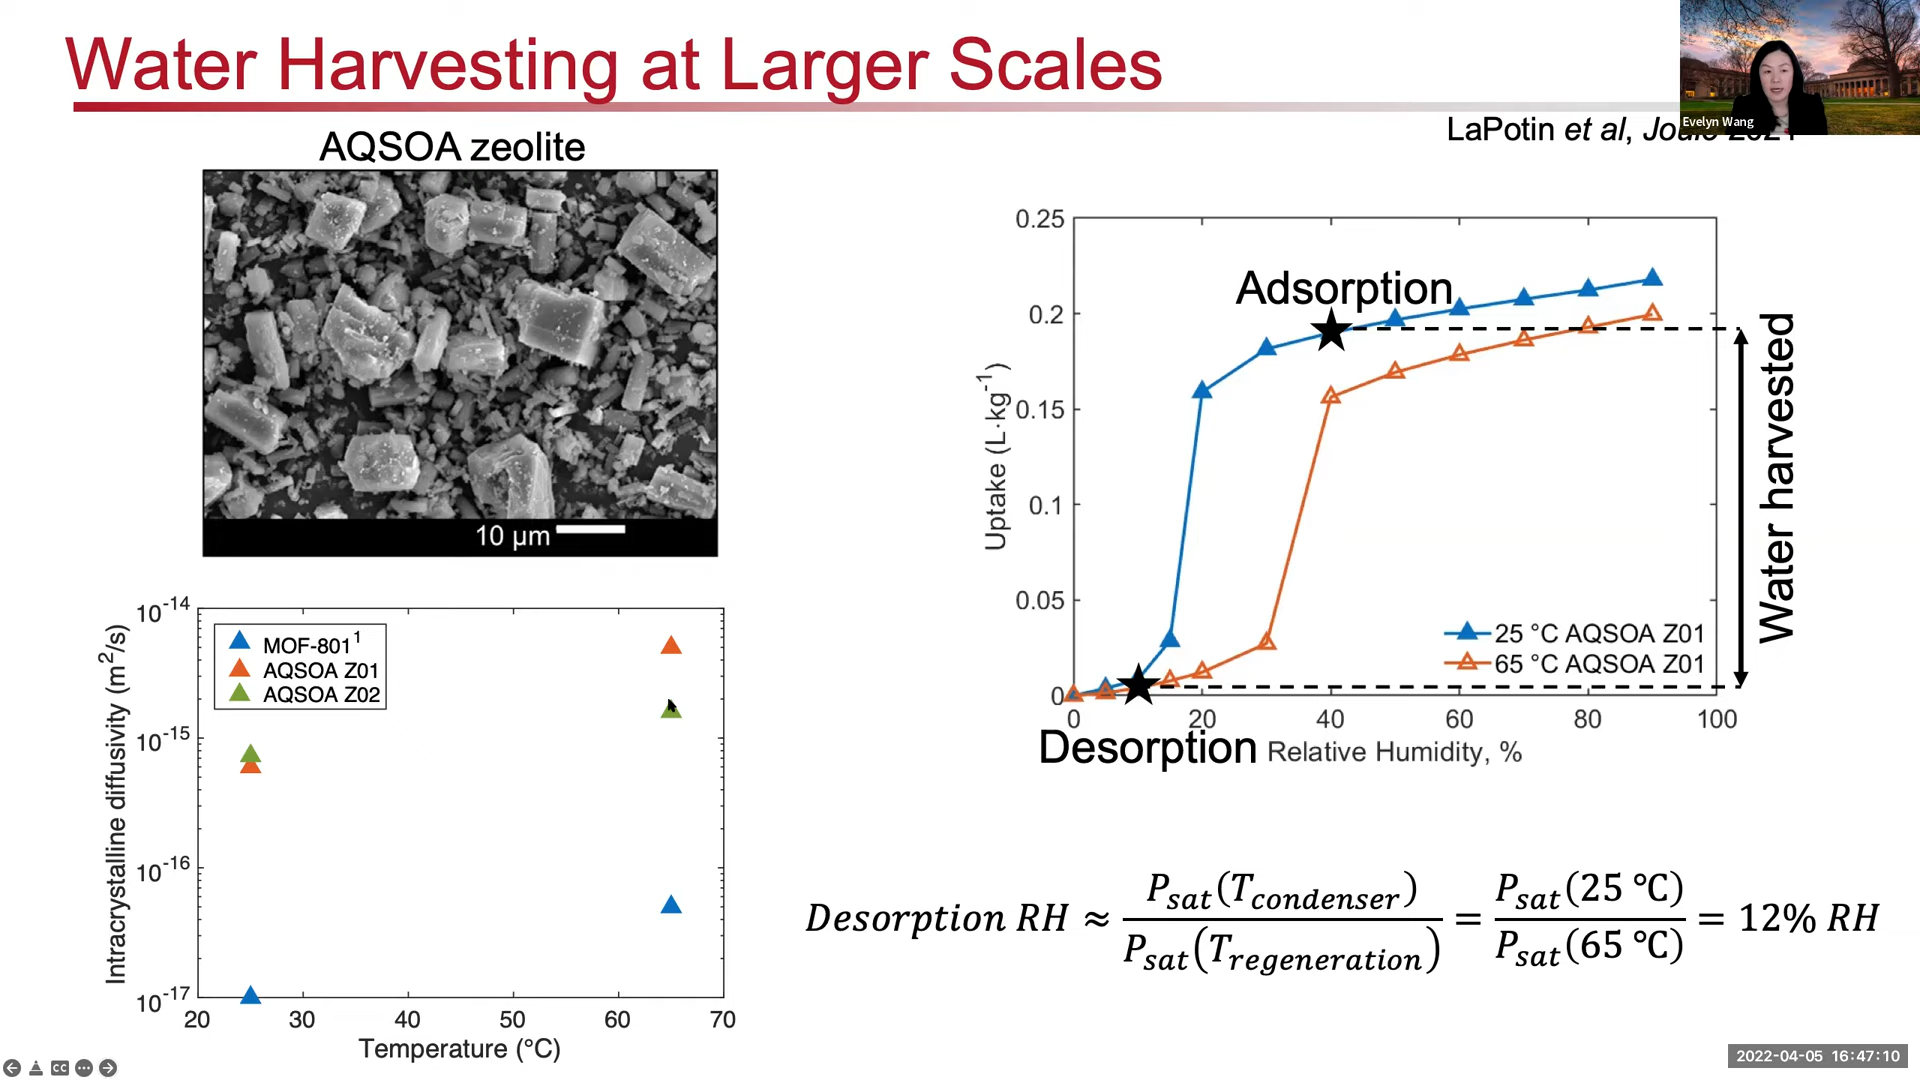 Water Harvesting at Larger Scales
Evelyn Wang
LaPotin et al, Joule 2021
AQSOA zeolite
10 µm
10^-14
10^-15
10^-16
10^-17
Intracrystalline diffusivity (m²/s)
MOF-801¹
AQSOA Z01
AQSOA Z02
20 30 40 50 60 70
Temperature (°C)
0.25
0.2
0.15
0.1
0.05
0
Uptake (L·kg⁻¹)
Adsorption
Desorption
Water harvested
25 °C AQSOA Z01
65 °C AQSOA Z01
0 20 40 60 80 100
Relative Humidity, %
Desorption RH ≈ P_sat(T_condenser) / P_sat(T_regeneration) = P_sat(25 °C) / P_sat(65 °C) = 12% RH
CC
2022-04-05 16:47:10